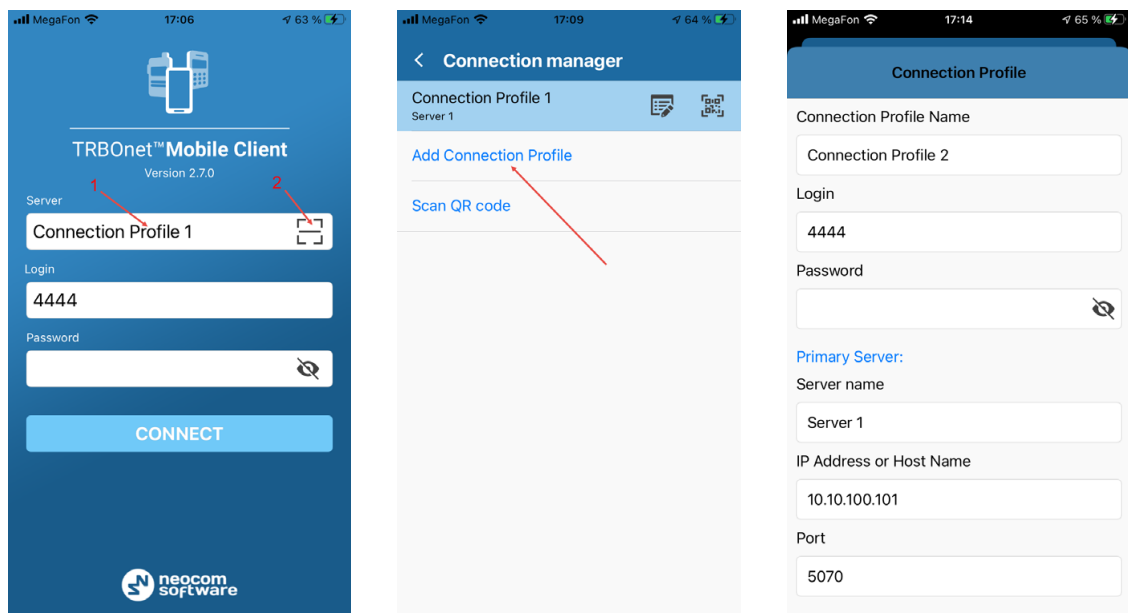 MegaFon 17:06 63 %
TRBOnet™Mobile Client
Version 2.7.0
1
2
Server
Connection Profile 1
Login
4444
Password
CONNECT
neocom
software
MegaFon 17:09 64 %
Connection manager
Connection Profile 1
Server 1
Add Connection Profile
Scan QR code
MegaFon 17:14 65 %
Connection Profile
Connection Profile Name
Connection Profile 2
Login
4444
Password
Primary Server:
Server name
Server 1
IP Address or Host Name
10.10.100.101
Port
5070